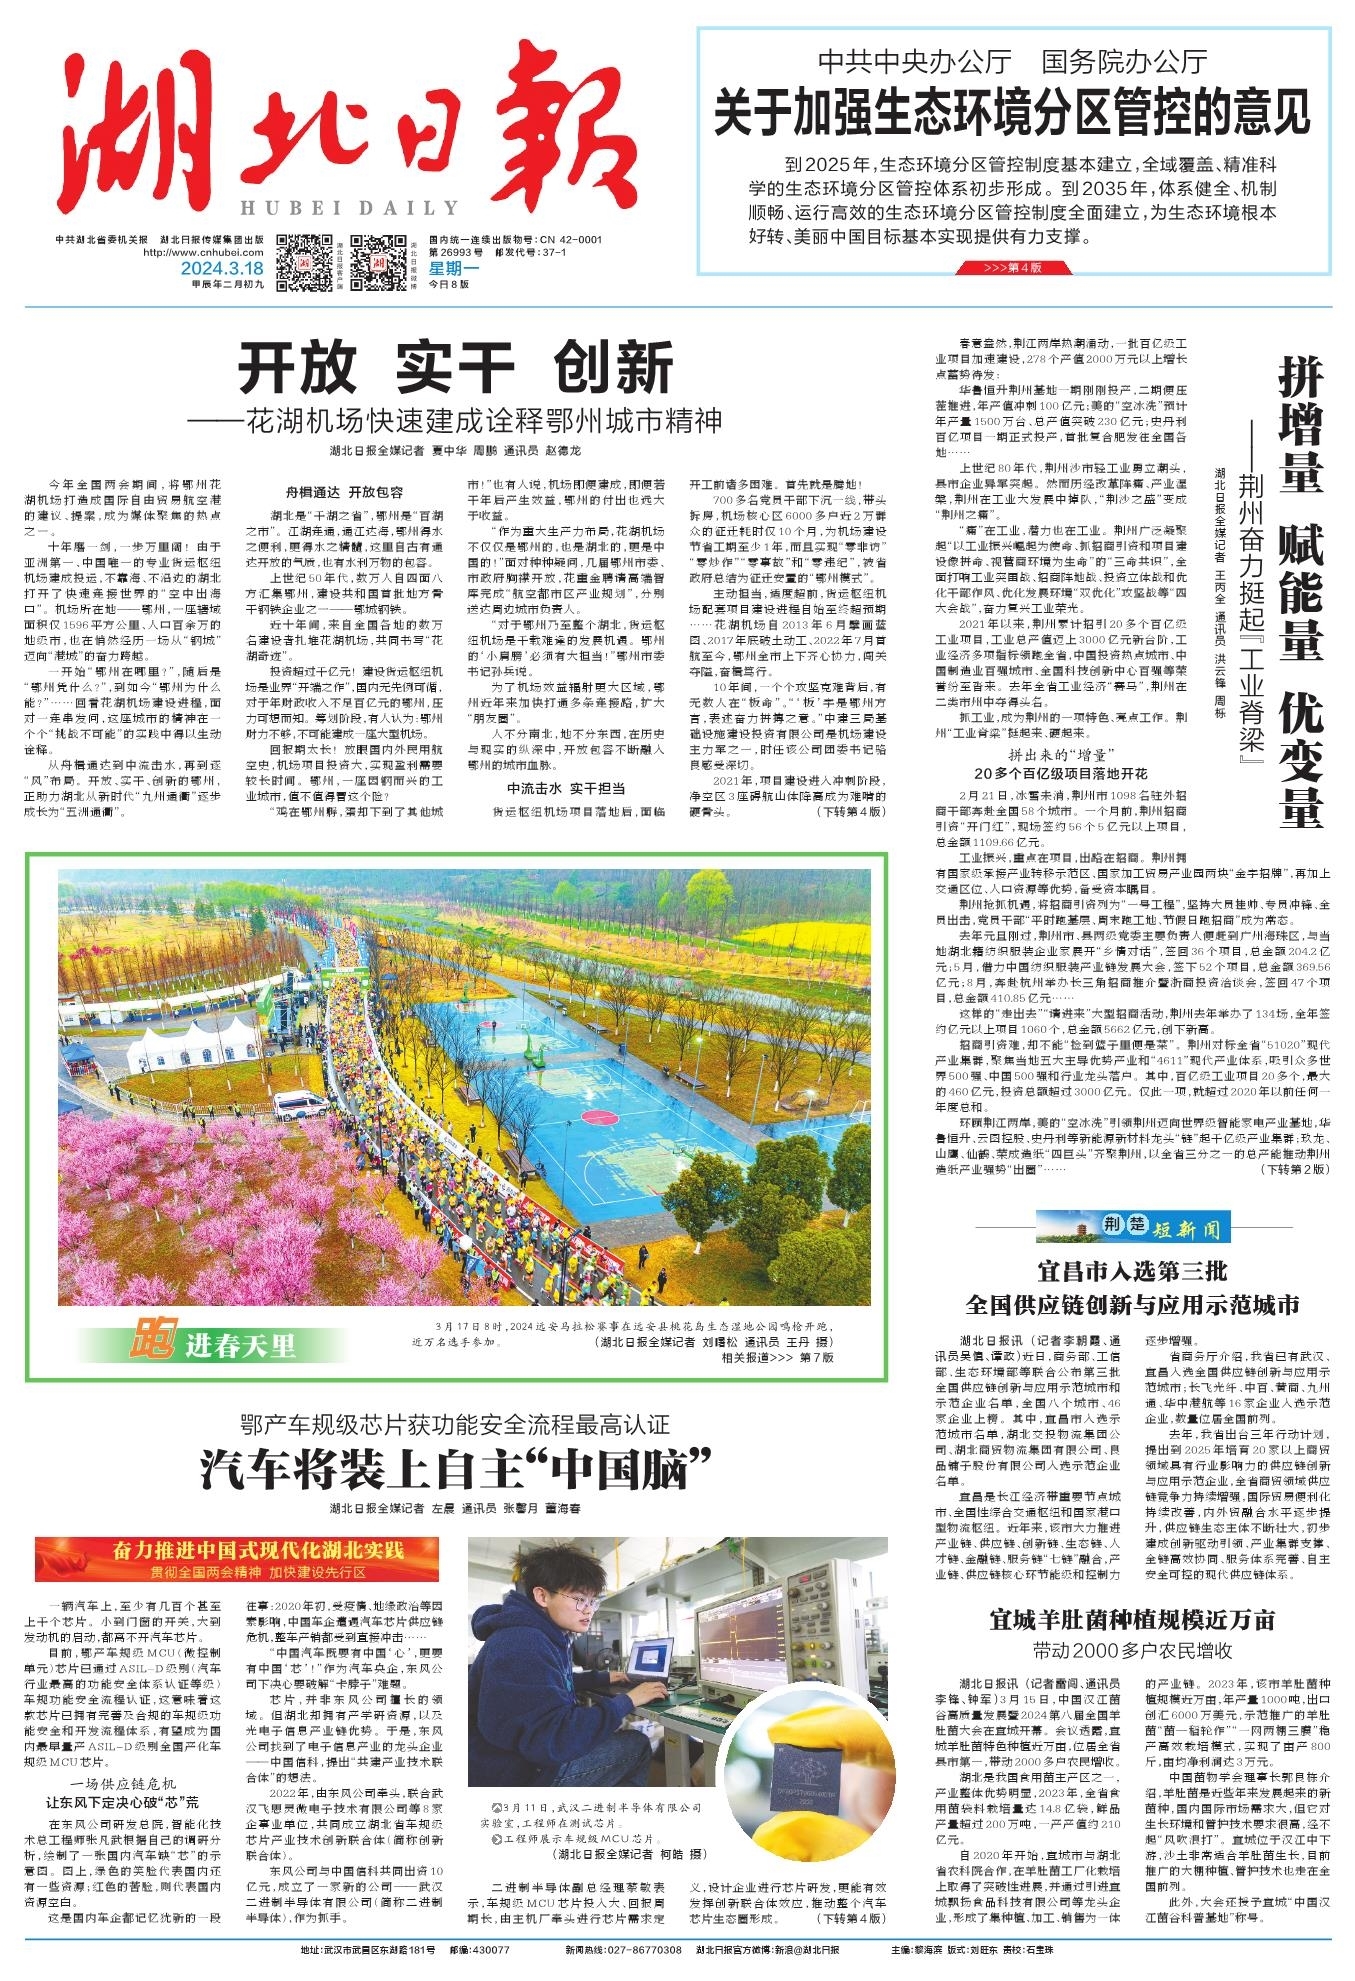 湖北日报
HUBEI DAILY
中共湖北省委机关报 湖北日报传媒集团出版
http://www.cnhubei.com
2024.3.18
甲辰年二月初九
湖北日报客户端
湖北日报微博
国内统一连续出版物号:CN 42-0001
第26993号 邮发代号:37-1
星期一
今日8版
中共中央办公厅 国务院办公厅
关于加强生态环境分区管控的意见
到2025年,生态环境分区管控制度基本建立,全域覆盖、精准科
学的生态环境分区管控体系初步形成。到2035年,体系健全、机制
顺畅、运行高效的生态环境分区管控制度全面建立,为生态环境根本
好转、美丽中国目标基本实现提供有力支撑。
>>>第4版
开放 实干 创新
——花湖机场快速建成诠释鄂州城市精神
湖北日报全媒记者 夏中华 周鹏 通讯员 赵德龙
今年全国两会期间,将鄂州花
湖机场打造成国际自由贸易航空港
的建议、提案,成为媒体聚焦的热点
之一。
十年磨一剑,一步万里阔!由于
亚洲第一、中国唯一的专业货运枢纽
机场建成投运,不靠海、不沿边的湖北
打开了快速连接世界的“空中出海
口”。机场所在地——鄂州,一座辖域
面积仅1596平方公里、人口百余万的
地级市,也在悄然经历一场从“钢城”
迈向“港城”的奋力跨越。
一开始“鄂州在哪里?”,随后是
“鄂州凭什么?”,到如今“鄂州为什么
能?”……回看花湖机场建设进程,面
对一连串发问,这座城市的精神在一
个个“挑战不可能”的实践中得以生动
诠释。
从舟楫通达到中流击水,再到逐
“风”布局。开放、实干、创新的鄂州,
正助力湖北从新时代“九州通衢”逐步
成长为“五洲通衢”。
舟楫通达 开放包容
湖北是“千湖之省”,鄂州是“百湖
之市”。江湖连通,通江达海,鄂州得水
之便利,更得水之精髓,这里自古有通
达开放的气质,也有水利万物的包容。
上世纪50年代,数万人自四面八
方汇集鄂州,建设共和国首批地方骨
干钢铁企业之一——鄂城钢铁。
近十年间,来自全国各地的数万
名建设者扎堆花湖机场,共同书写“花
湖奇迹”。
投资超过千亿元!建设货运枢纽机
场是业界“开端之作”,国内无先例可循,
对于年财政收入不足百亿元的鄂州,压
力可想而知。筹划阶段,有人认为:鄂州
财力不够,不可能建成一座大型机场。
回报期太长!放眼国内外民用航
空史,机场项目投资大,实现盈利需要
较长时间。鄂州,一座因钢而兴的工
业城市,值不值得冒这个险?
“鸡在鄂州孵,蛋却下到了其他城
市!”也有人说,机场即便建成,即便若
干年后产生效益,鄂州的付出也远大
于收益。
“作为重大生产力布局,花湖机场
不仅仅是鄂州的,也是湖北的,更是中
国的!”面对种种疑问,几届鄂州市委、
市政府胸襟开放,花重金聘请高端智
库完成“航空都市区产业规划”,分别
送达周边城市负责人。
“对于鄂州乃至整个湖北,货运枢
纽机场是千载难逢的发展机遇。鄂州
的‘小肩膀’必须有大担当!”鄂州市委
书记孙兵说。
为了机场效益辐射更大区域,鄂
州近年来加快打通多条连接路,扩大
“朋友圈”。
人不分南北,地不分东西,在历史
与现实的纵深中,开放包容不断融入
鄂州的城市血脉。
中流击水 实干担当
货运枢纽机场项目落地后,面临
开工前诸多困难。首先就是腾地!
700多名党员干部下沉一线,带头
拆房,机场核心区6000多户近2万群
众的征迁耗时仅10个月,为机场建设
节省工期至少1年,而且实现“零非访”
“零炒作”“零事故”和“零违纪”,被省
政府总结为征迁安置的“鄂州模式”。
主动担当,适度超前,货运枢纽机
场配套项目建设进程自始至终超预期
……花湖机场自2013年6月擘画蓝
图、2017年底破土动工、2022年7月首
航至今,鄂州全市上下齐心协力,闯关
夺隘,奋楫笃行。
10年间,一个个攻坚克难背后,有
无数人在“板命”。“‘板’字是鄂州方
言,表述奋力拼搏之意。”中建三局基
础设施建设投资有限公司是机场建设
主力军之一,时任该公司团委书记骆
良感受深切。
2021年,项目建设进入冲刺阶段,
净空区3座碍航山体降高成为难啃的
硬骨头。 (下转第4版)
拼增量 赋能量 优变量
——荆州奋力挺起『工业脊梁』
湖北日报全媒记者 王丙全 通讯员 洪云锋 周栎
春意盎然,荆江两岸热潮涌动,一批百亿级工
业项目加速建设,278个产值2000万元以上增长
点蓄势待发:
华鲁恒升荆州基地一期刚刚投产,二期便压
茬推进,年产值冲刺100亿元;美的“空冰洗”预计
年产量1500万台、总产值突破230亿元;史丹利
百亿项目一期正式投产,首批复合肥发往全国各
地……
上世纪80年代,荆州沙市轻工业勇立潮头,
县市企业异军突起。然而历经改革阵痛、产业湮
案,荆州在工业大发展中掉队,“荆沙之盛”变成
“荆州之痛”。
“痛”在工业,潜力也在工业。荆州广泛凝聚
起“以工业振兴崛起为使命、抓招商引资和项目建
设像拼命、视营商环境为生命”的“三命共识”,全
面打响工业突围战、招商阵地战、投资立体战和优
化干部作风、优化发展环境“双优化”攻坚战等“四
大会战”,奋力复兴工业荣光。
2021年以来,荆州累计招引20多个百亿级
工业项目,工业总产值迈上3000亿元新台阶,工
业经济多项指标领跑全省,中国投资热点城市、中
国制造业百强城市、全国科技创新中心百强等荣
誉纷至沓来。去年全省工业经济“赛马”,荆州在
二类市州中夺得头名。
抓工业,成为荆州的一项特色、亮点工作。荆
州“工业脊梁”挺起来、硬起来。
拼出来的“增量”
20多个百亿级项目落地开花
2月21日,冰雪未消,荆州市1098名驻外招
商干部奔赴全国58个城市。一个月前,荆州招商
引资“开门红”,现场签约56个5亿元以上项目,
总金额1109.66亿元。
工业振兴,重点在项目,出路在招商。荆州拥
有国家级承接产业转移示范区、国家加工贸易产业园两块“金字招牌”,再加上
交通区位、人口资源等优势,备受资本瞩目。
荆州抢抓机遇,将招商引资列为“一号工程”,坚持大员挂帅、专员冲锋、全
员出击,党员干部“平时跑基层、周末跑工地、节假日跑招商”成为常态。
去年元旦刚过,荆州市、县两级党委主要负责人便赶到广州海珠区,与当
地湖北籍纺织服装企业家展开“乡情对话”,签回36个项目,总金额204.2亿
元;5月,借力中国纺织服装产业链发展大会,签下52个项目,总金额369.56
亿元;8月,奔赴杭州举办长三角招商推介暨浙商投资洽谈会,签回47个项
目,总金额410.85亿元……
这样的“走出去”“请进来”大型招商活动,荆州去年举办了134场,全年签
约亿元以上项目1060个,总金额5662亿元,创下新高。
招商引资难,却不能“捡到篮子里便是菜”。荆州对标全省“51020”现代
产业集群,聚焦当地五大主导优势产业和“4611”现代产业体系,吸引众多世
界500强、中国500强和行业龙头落户。其中,百亿级工业项目20多个,最大
的460亿元,投资总额超过3000亿元。仅此一项,就超过2020年以前任何一
年度总和。
环顾荆江两岸,美的“空冰洗”引领荆州迈向世界级智能家电产业基地,华
鲁恒升、云图控股、史丹利等新能源新材料龙头“链”起千亿级产业集群;玖龙、
山鹰、仙鹤、荣成造纸“四巨头”齐聚荆州,以全省三分之一的总产能推动荆州
造纸产业强势“出圈”…… (下转第2版)
跑进春天里
3月17日8时,2024远安马拉松赛事在远安县桃花岛生态湿地公园鸣枪开跑,
近万名选手参加。 (湖北日报全媒记者 刘曙松 通讯员 王丹 摄)
相关报道>>> 第7版
荆楚短新闻
宜昌市入选第三批
全国供应链创新与应用示范城市
湖北日报讯(记者李朝霞、通
讯员吴慎、谭政)近日,商务部、工信
部、生态环境部等联合公布第三批
全国供应链创新与应用示范城市和
示范企业名单,全国八个城市、46
家企业上榜。其中,宜昌市入选示
范城市名单,湖北交投物流集团公
司、湖北商贸物流集团有限公司、良
品铺子股份有限公司入选示范企业
名单。
宜昌是长江经济带重要节点城
市、全国性综合交通枢纽和国家港口
型物流枢纽。近年来,该市大力推进
产业链、供应链、创新链、生态链、人
才链、金融链、服务链“七链”融合,产
业链、供应链核心环节能级和控制力
逐步增强。
省商务厅介绍,我省已有武汉、
宜昌入选全国供应链创新与应用示
范城市;长飞光纤、中百、黄商、九州
通、华中港航等16家企业入选示范
企业,数量位居全国前列。
去年,我省出台三年行动计划,
提出到2025年培育20家以上商贸
领域具有行业影响力的供应链创新
与应用示范企业,全省商贸领域供应
链竞争力持续增强,国际贸易便利化
持续改善,内外贸融合水平逐步提
升,供应链生态主体不断壮大,初步
建成创新驱动引领、产业集群支撑、
全链高效协同、服务体系完善、自主
安全可控的现代供应链体系。
鄂产车规级芯片获功能安全流程最高认证
汽车将装上自主“中国脑”
湖北日报全媒记者 左晨 通讯员 张馨月 董海春
奋力推进中国式现代化湖北实践
贯彻全国两会精神 加快建设先行区
一辆汽车上,至少有几百个甚至
上千个芯片。小到门窗的开关,大到
发动机的启动,都离不开汽车芯片。
目前,鄂产车规级MCU(微控制
单元)芯片已通过ASIL-D级别(汽车
行业最高的功能安全体系认证等级)
车规功能安全流程认证,这意味着这
款芯片已拥有完善及合规的车规级功
能安全和开发流程体系,有望成为国
内最早量产ASIL-D级别全国产化车
规级MCU芯片。
一场供应链危机
让东风下定决心破“芯”荒
在东风公司研发总院,智能化技
术总工程师张凡武根据自己的调研分
析,绘制了一张国内汽车缺“芯”的示
意图。图上,绿色的笑脸代表国内还
有一些资源;红色的苦脸,则代表国内
资源空白。
这是国内车企都记忆犹新的一段
往事:2020年初,受疫情、地缘政治等因
素影响,中国车企遭遇汽车芯片供应链
危机,整车产销都受到直接冲击……
“中国汽车既要有中国‘心’,更要
有中国‘芯’!”作为汽车央企,东风公
司下决心要破解“卡脖子”难题。
芯片,并非东风公司擅长的领
域。但湖北却拥有产学研资源,以及
光电子信息产业链优势。于是,东风
公司找到了电子信息产业的龙头企业
——中国信科,提出“共建产业技术联
合体”的想法。
2022年,由东风公司牵头,联合武
汉飞思灵微电子技术有限公司等8家
企事业单位,共同成立湖北省车规级
芯片产业技术创新联合体(简称创新
联合体)。
东风公司与中国信科共同出资10
亿元,成立了一家新的公司——武汉
二进制半导体有限公司(简称二进制
半导体),作为抓手。
3月11日,武汉二进制半导体有限公司
实验室,工程师在测试芯片。
工程师展示车规级MCU芯片。
(湖北日报全媒记者 柯皓 摄)
二进制半导体副总经理蔡敏表
示,车规级MCU芯片投入大、回报周
期长,由主机厂牵头进行芯片需求定
义,设计企业进行芯片研发,更能有效
发挥创新联合体效应,推动整个汽车
芯片生态圈形成。 (下转第4版)
宜城羊肚菌种植规模近万亩
带动2000多户农民增收
湖北日报讯(记者雷闯、通讯员
李锋、钟军)3月15日,中国汉江菌
谷高质量发展暨2024第八届全国羊
肚菌大会在宜城开幕。会议透露,宜
城羊肚菌特色种植近万亩,位居全省
县市第一,带动2000多户农民增收。
湖北是我国食用菌主产区之一,
产业整体优势明显,2023年,全省食
用菌袋料栽培量达14.8亿袋,鲜品
产量超过200万吨,一产产值约210
亿元。
自2020年开始,宜城市与湖北
省农科院合作,在羊肚菌工厂化栽培
上取得了突破性进展,并通过引进宜
城飘扬食品科技有限公司等龙头企
业,形成了集种植、加工、销售为一体
的产业链。2023年,该市羊肚菌种
植规模近万亩,年产量1000吨,出口
创汇6000万美元,示范推广的羊肚
菌“菌一稻轮作”“一网两棚三膜”稳
产高效栽培模式,实现了亩产800
斤,亩均净利润达3万元。
中国菌物学会理事长郭良栋介
绍,羊肚菌是近些年来发展起来的新
菌种,国内国际市场需求大,但它对
生长环境和管护技术要求很高,经不
起“风吹浪打”。宜城位于汉江中下
游,沙土非常适合羊肚菌生长,目前
推广的大棚种植、管护技术也走在全
国前列。
此外,大会还授予宜城“中国汉
江菌谷科普基地”称号。
地址:武汉市武昌区东湖路181号 邮编:430077 新闻热线:027-86770308 湖北日报官方微博:新浪@湖北日报 主编:黎海滨 版式:刘旺东 责校:石宝珠